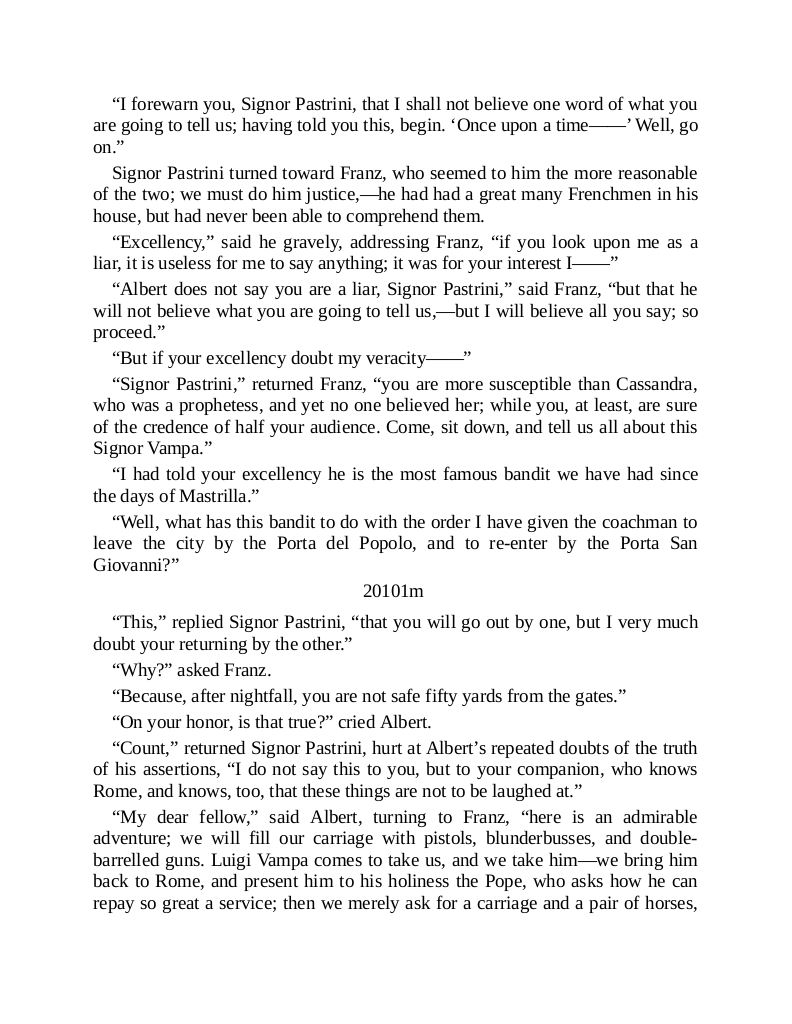 “I forewarn you, Signor Pastrini, that I shall not believe one word of what you
are going to tell us; having told you this, begin. ‘Once upon a time——’ Well, go
on.”
Signor Pastrini turned toward Franz, who seemed to him the more reasonable
of the two; we must do him justice,—he had had a great many Frenchmen in his
house, but had never been able to comprehend them.
“Excellency,” said he gravely, addressing Franz, “if you look upon me as a
liar, it is useless for me to say anything; it was for your interest I——”
“Albert does not say you are a liar, Signor Pastrini,” said Franz, “but that he
will not believe what you are going to tell us,—but I will believe all you say; so
proceed.”
“But if your excellency doubt my veracity——”
“Signor Pastrini,” returned Franz, “you are more susceptible than Cassandra,
who was a prophetess, and yet no one believed her; while you, at least, are sure
of the credence of half your audience. Come, sit down, and tell us all about this
Signor Vampa.”
“I had told your excellency he is the most famous bandit we have had since
the days of Mastrilla.”
“Well, what has this bandit to do with the order I have given the coachman to
leave the city by the Porta del Popolo, and to re-enter by the Porta San
Giovanni?”
20101m
“This,” replied Signor Pastrini, “that you will go out by one, but I very much
doubt your returning by the other.”
“Why?” asked Franz.
“Because, after nightfall, you are not safe fifty yards from the gates.”
“On your honor, is that true?” cried Albert.
“Count,” returned Signor Pastrini, hurt at Albert’s repeated doubts of the truth
of his assertions, “I do not say this to you, but to your companion, who knows
Rome, and knows, too, that these things are not to be laughed at.”
“My dear fellow,” said Albert, turning to Franz, “here is an admirable
adventure; we will fill our carriage with pistols, blunderbusses, and double-
barrelled guns. Luigi Vampa comes to take us, and we take him—we bring him
back to Rome, and present him to his holiness the Pope, who asks how he can
repay so great a service; then we merely ask for a carriage and a pair of horses,